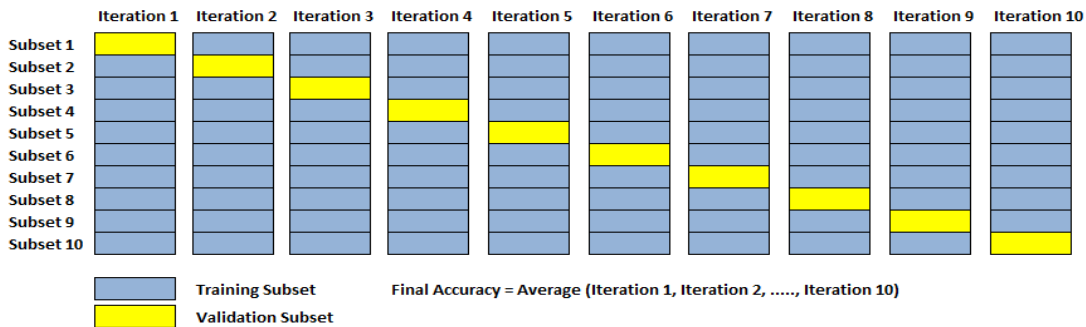 Iteration 1 Iteration 2 Iteration 3 Iteration 4 Iteration 5 Iteration 6 Iteration 7 Iteration 8 Iteration 9 Iteration 10
Subset 1
Subset 2
Subset 3
Subset 4
Subset 5
Subset 6
Subset 7
Subset 8
Subset 9
Subset 10
Training Subset Final Accuracy = Average (Iteration 1, Iteration 2, ....., Iteration 10)
Validation Subset